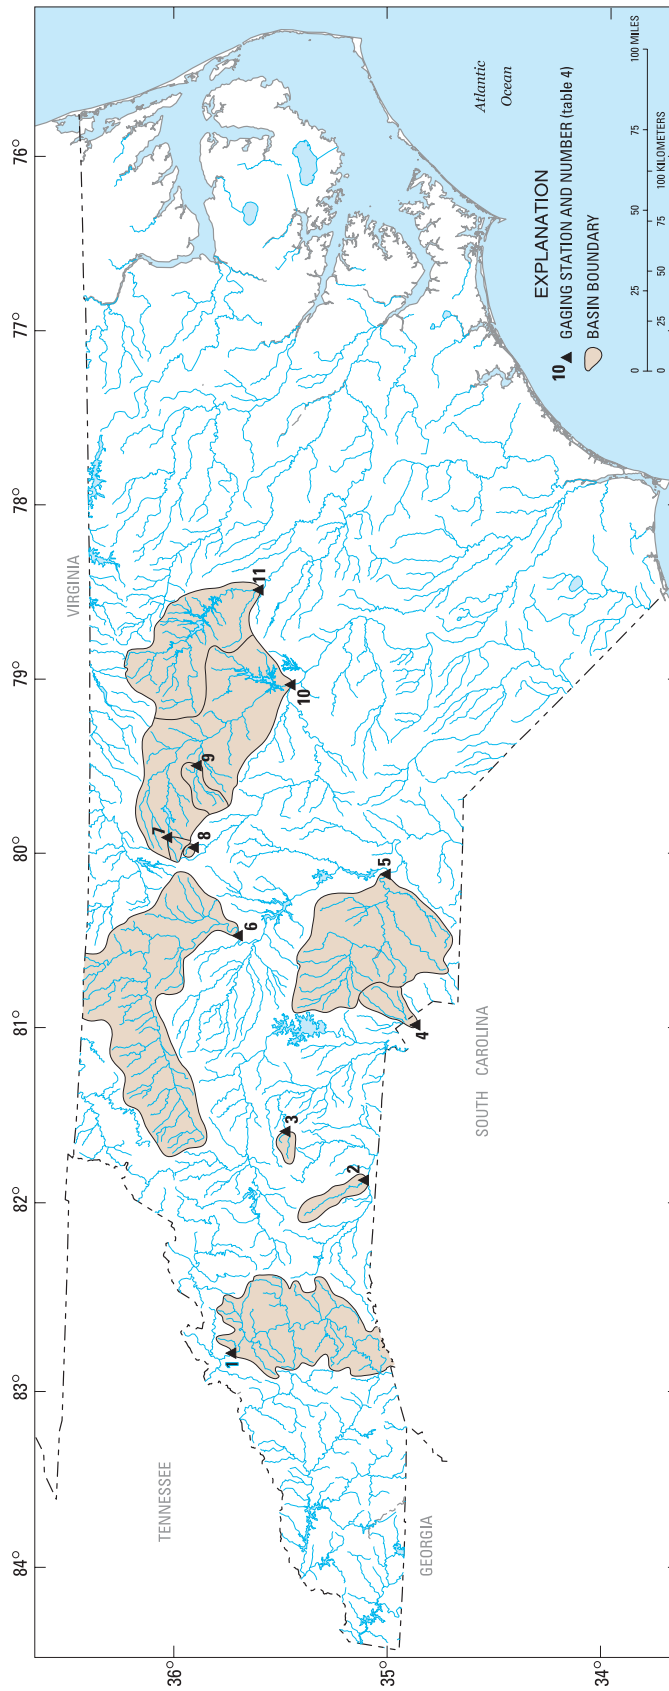 84°
83°
82°
81°
80°
79°
78°
77°
76°
36°
35°
34°
TENNESSEE
VIRGINIA
GEORGIA
SOUTH CAROLINA
Atlantic
Ocean
1
2
3
4
5
6
7
8
9
10
11
EXPLANATION
10 GAGING STATION AND NUMBER (table 4)
BASIN BOUNDARY
0 25 50 75 100 MILES
0 25 50 75 100 KILOMETERS